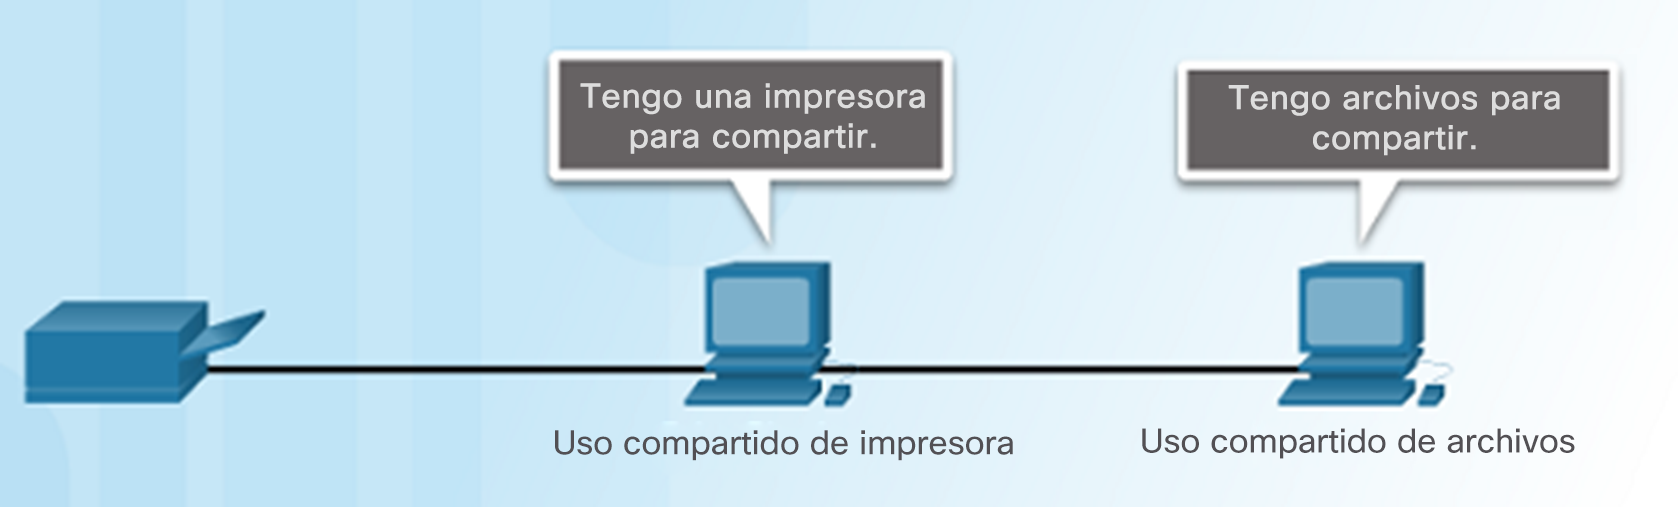 Tengo una impresora
para compartir.
Tengo archivos para
compartir.
Uso compartido de impresora
Uso compartido de archivos